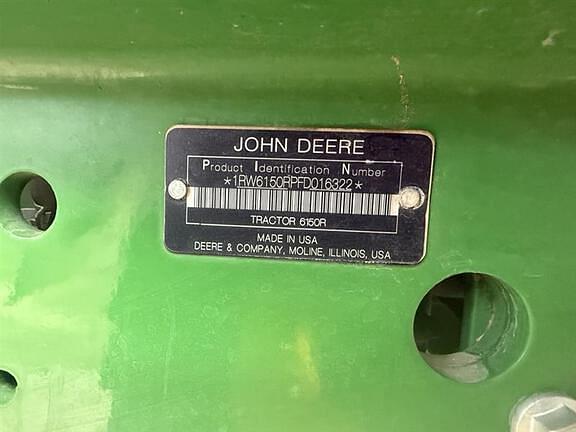 JOHN DEERE
Product Identification Number
*1RW6150RPFD016322*
TRACTOR 6150R
MADE IN USA
DEERE & COMPANY, MOLINE, ILLINOIS, USA